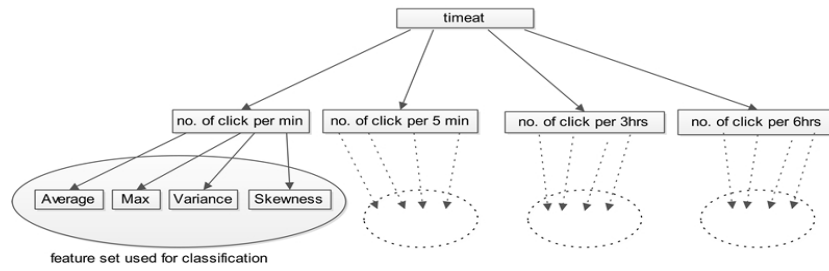 timeat
no. of click per min
no. of click per 5 min
no. of click per 3hrs
no. of click per 6hrs
Average
Max
Variance
Skewness
feature set used for classification